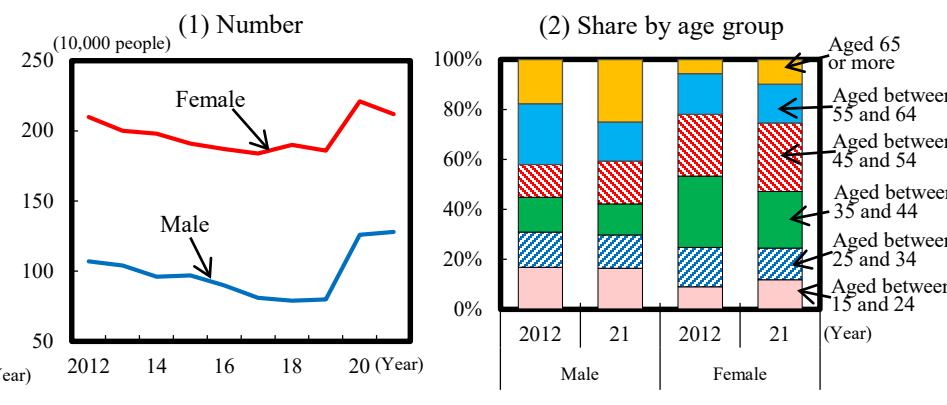 (1) Number
(10,000 people)
250
200
150
100
50
Female
Male
2012
14
16
18
20
(Year)
(2) Share by age group
100%
80%
60%
40%
20%
0%
Aged 65
or more
Aged between
55 and 64
Aged between
45 and 54
Aged between
35 and 44
Aged between
25 and 34
Aged between
15 and 24
2012
21
2012
21
(Year)
Male
Female
ear)